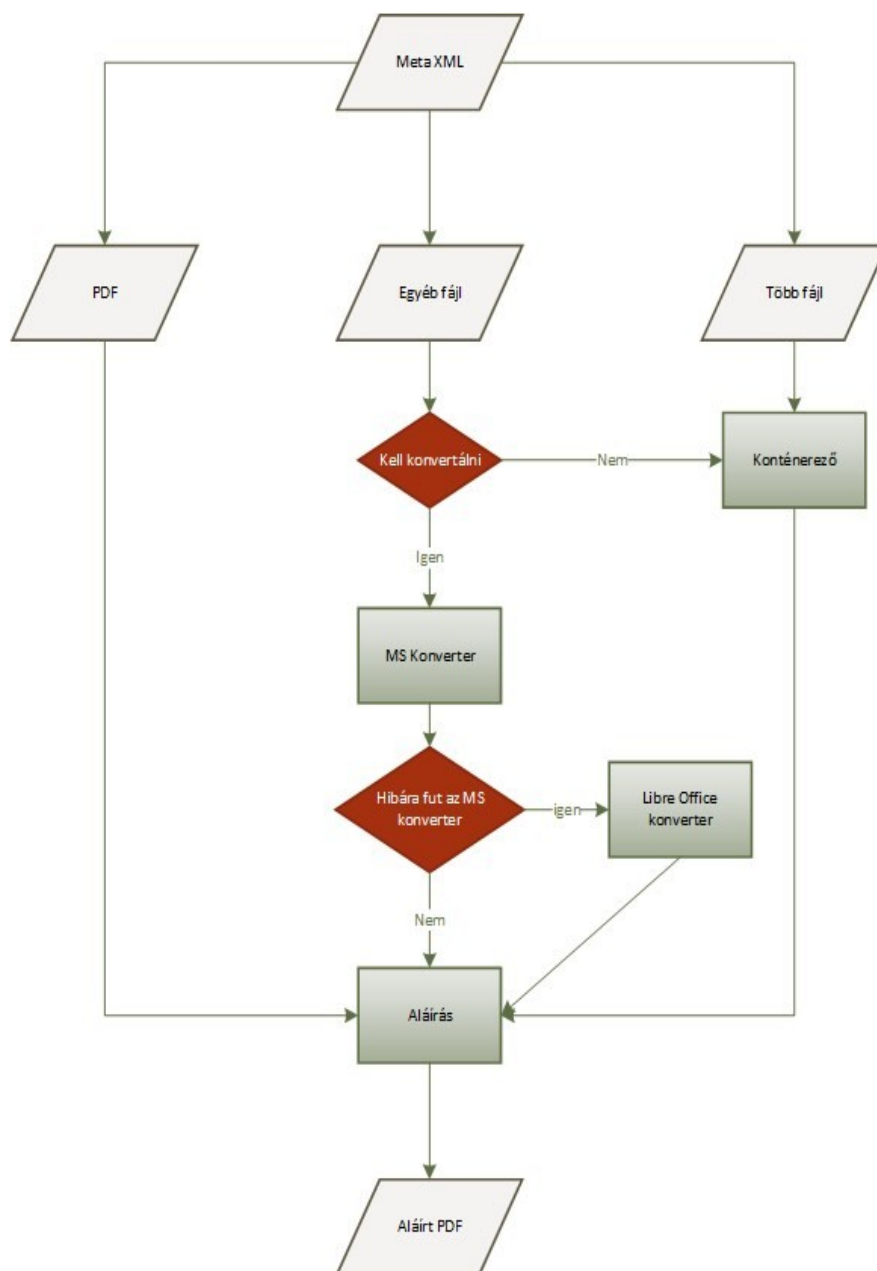 Meta XML
PDF
Egyéb fájl
Több fájl
Kell konvertálni
Nem
Konténerező
Igen
MS Konverter
Hibára fut az MS
konverter
igen
Libre Office
konverter
Nem
Aláírás
Aláírt PDF